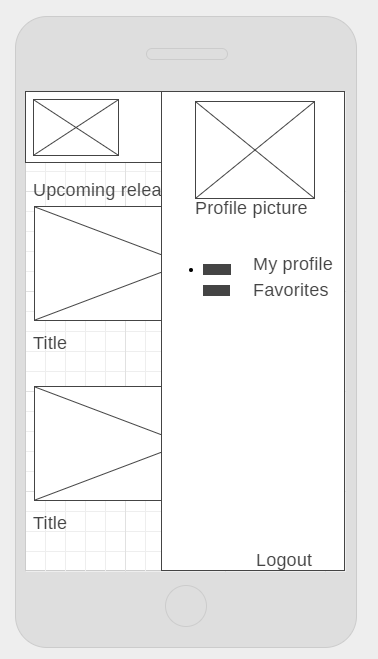 Upcoming relea
Title
Title
Profile picture
My profile
Favorites
Logout